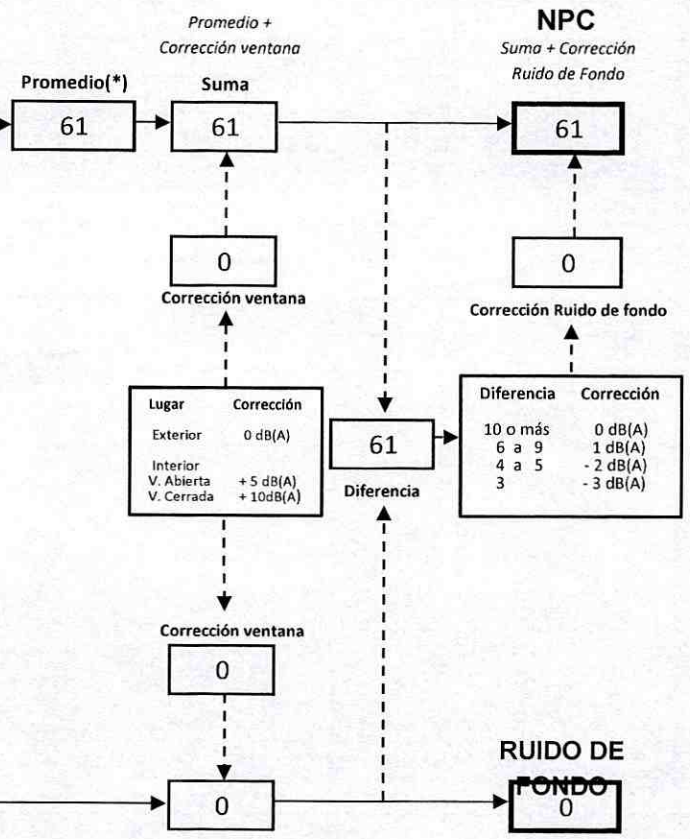 Promedio +
Corrección ventana
NPC
Suma + Corrección
Ruido de Fondo
Promedio(*)
Suma
61
61
61
0
Corrección ventana
0
Corrección Ruido de fondo
Lugar Corrección
Exterior 0 dB(A)
Interior
V. Abierta + 5 dB(A)
V. Cerrada + 10dB(A)
61
Diferencia
Diferencia Corrección
10 o más 0 dB(A)
6 a 9 1 dB(A)
4 a 5 - 2 dB(A)
3 - 3 dB(A)
Corrección ventana
0
0
RUIDO DE
FONDO
0